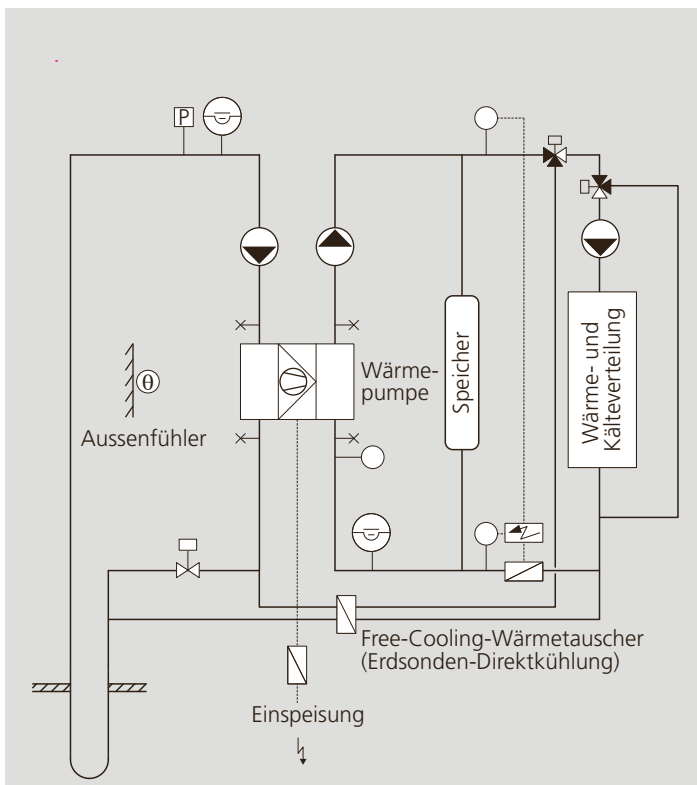 P
Wärme-
pumpe
Speicher
Wärme- und
Kälteverteilung
θ
Aussenfühler
Free-Cooling-Wärmetauscher
(Erdsonden-Direktkühlung)
Einspeisung